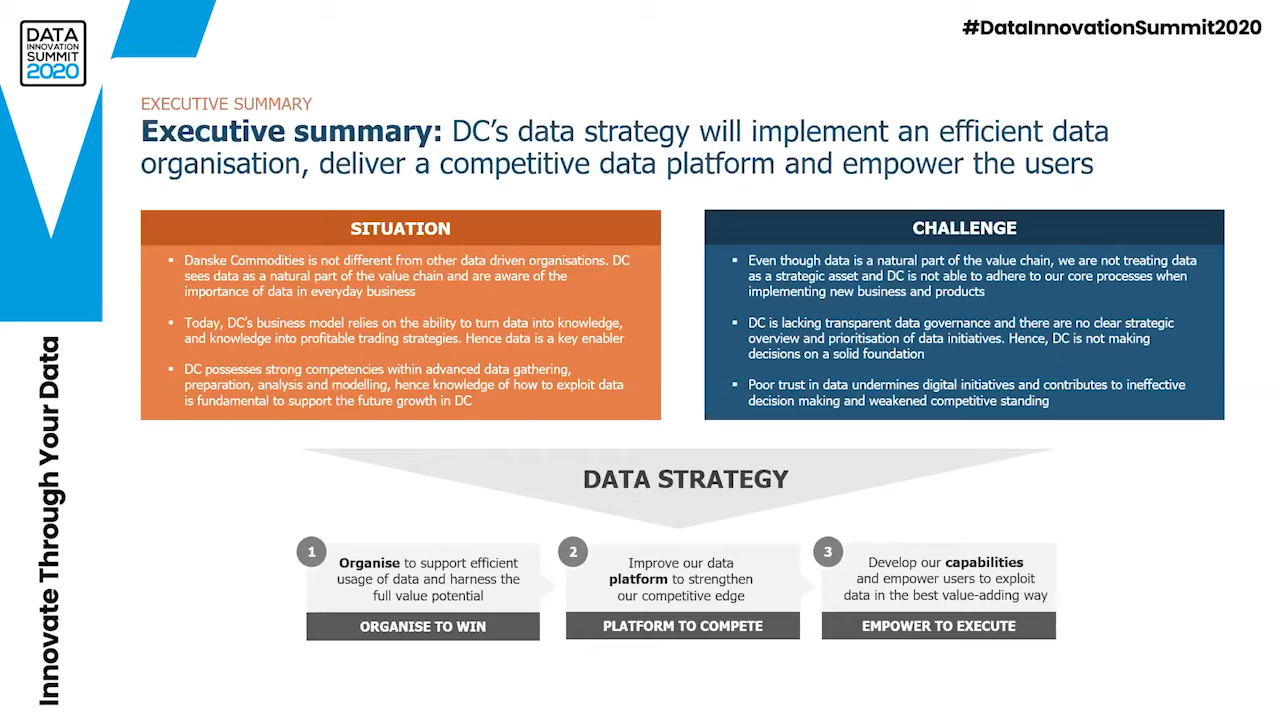 DATA
INNOVATION
SUMMIT
2020
#DataInnovationSummit2020
Innovate Through Your Data
EXECUTIVE SUMMARY
Executive summary: DC’s data strategy will implement an efficient data
organisation, deliver a competitive data platform and empower the users
SITUATION
▪ Danske Commodities is not different from other data driven organisations. DC
sees data as a natural part of the value chain and are aware of the
importance of data in everyday business
▪ Today, DC’s business model relies on the ability to turn data into knowledge,
and knowledge into profitable trading strategies. Hence data is a key enabler
▪ DC possesses strong competencies within advanced data gathering,
preparation, analysis and modelling, hence knowledge of how to exploit data
is fundamental to support the future growth in DC
CHALLENGE
▪ Even though data is a natural part of the value chain, we are not treating data
as a strategic asset and DC is not able to adhere to our core processes when
implementing new business and products
▪ DC is lacking transparent data governance and there are no clear strategic
overview and prioritisation of data initiatives. Hence, DC is not making
decisions on a solid foundation
▪ Poor trust in data undermines digital initiatives and contributes to ineffective
decision making and weakened competitive standing
DATA STRATEGY
1
Organise to support efficient
usage of data and harness the
full value potential
ORGANISE TO WIN
2
Improve our data
platform to strengthen
our competitive edge
PLATFORM TO COMPETE
3
Develop our capabilities
and empower users to exploit
data in the best value-adding way
EMPOWER TO EXECUTE